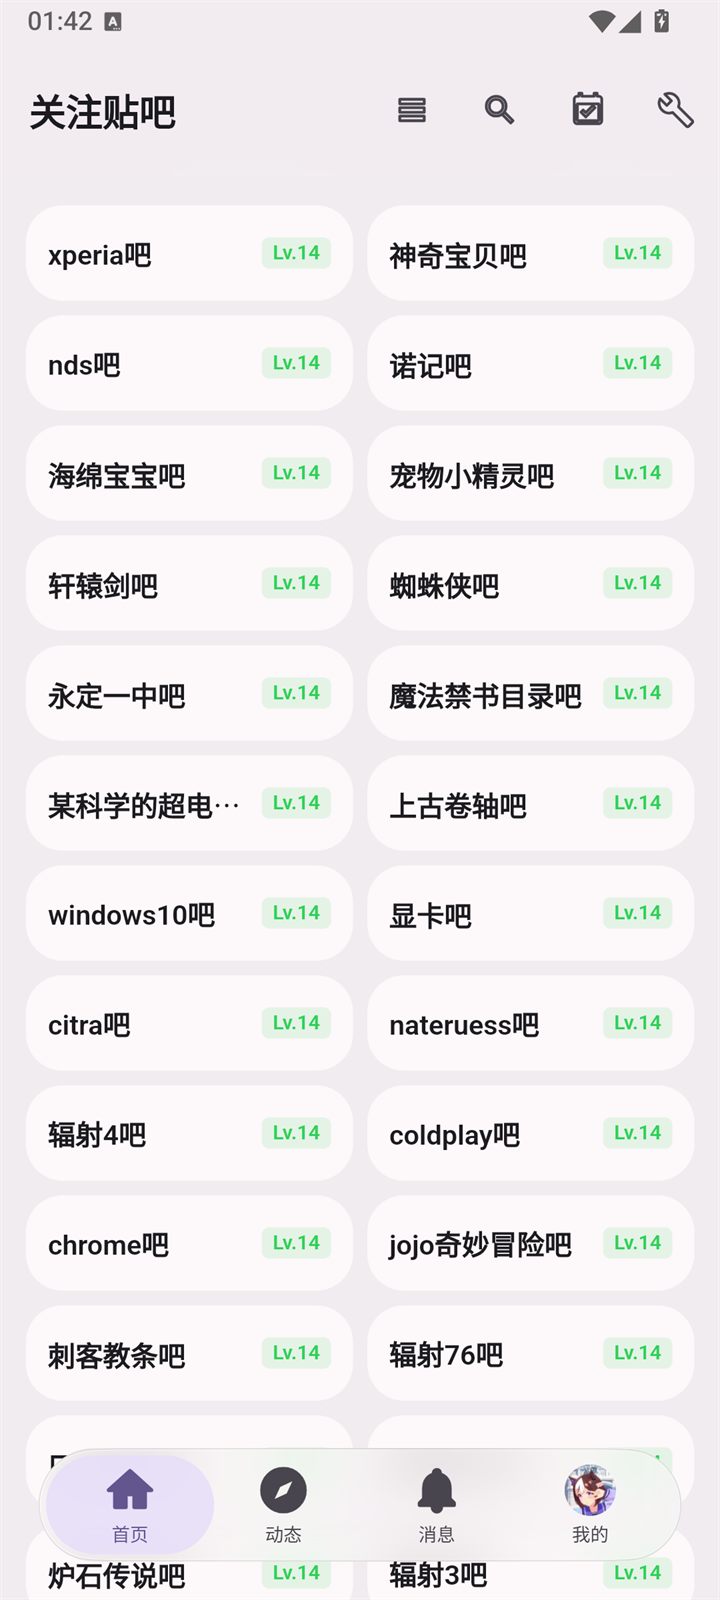 01:42
关注贴吧
xperia吧 Lv.14
神奇宝贝吧 Lv.14
nds吧 Lv.14
诺记吧 Lv.14
海绵宝宝吧 Lv.14
宠物小精灵吧 Lv.14
轩辕剑吧 Lv.14
蜘蛛侠吧 Lv.14
永定一中吧 Lv.14
魔法禁书目录吧 Lv.14
某科学的超电… Lv.14
上古卷轴吧 Lv.14
windows10吧 Lv.14
显卡吧 Lv.14
citra吧 Lv.14
nateruess吧 Lv.14
辐射4吧 Lv.14
coldplay吧 Lv.14
chrome吧 Lv.14
jojo奇妙冒险吧 Lv.14
刺客教条吧 Lv.14
辐射76吧 Lv.14
首页
动态
消息
我的
炉石传说吧 Lv.14
辐射3吧 Lv.14